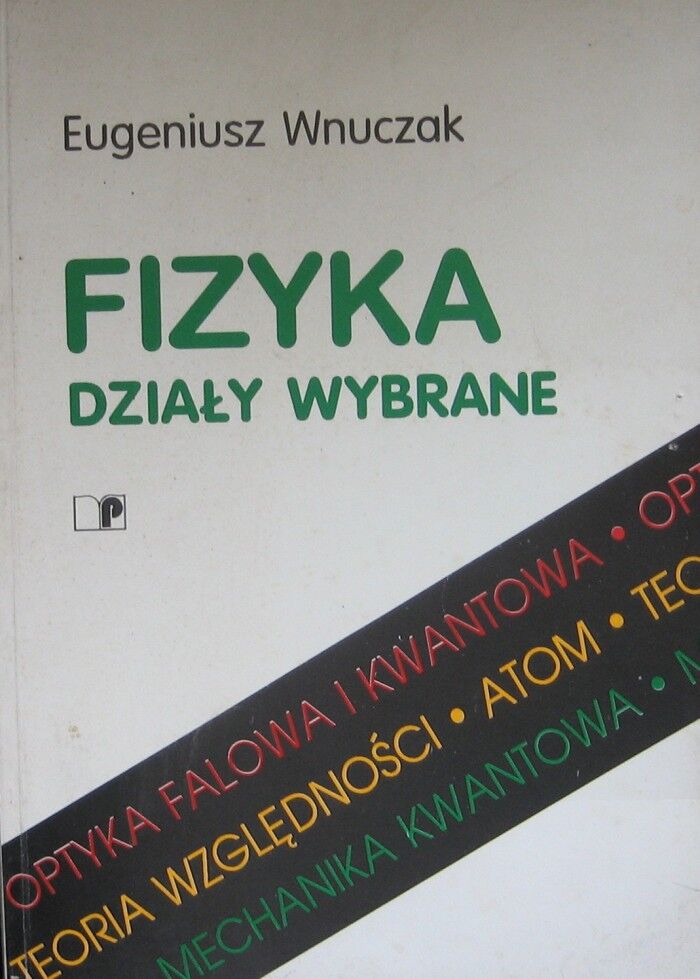 Eugeniusz Wnuczak
FIZYKA
DZIAŁY WYBRANE
OPTYKA FALOWA I KWANTOWA • OPT
TEORIA WZGLĘDNOŚCI • ATOM • TEO
MECHANIKA KWANTOWA •